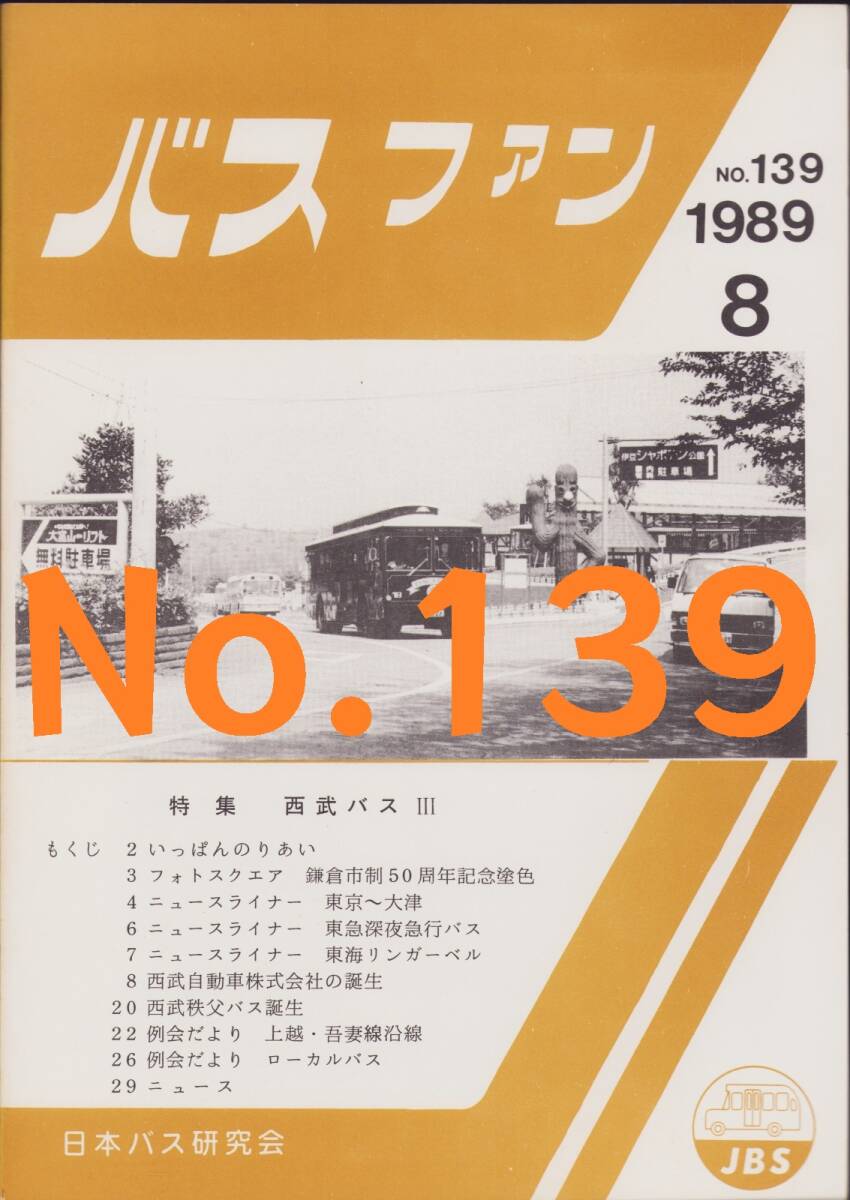 バスファン
NO.139
1989
8
伊豆シャボテン公園
駐車場
大室山リフト
無料駐車場
No.139
特集 西武バス III
もくじ 2 いっぱんのりあい
3 フォトスクエア 鎌倉市制50周年記念塗色
4 ニュースライナー 東京～大津
6 ニュースライナー 東急深夜急行バス
7 ニュースライナー 東海リンガーベル
8 西武自動車株式会社の誕生
20 西武秩父バス誕生
22 例会だより 上越・吾妻線沿線
26 例会だより ローカルバス
29 ニュース
日本バス研究会
JBS